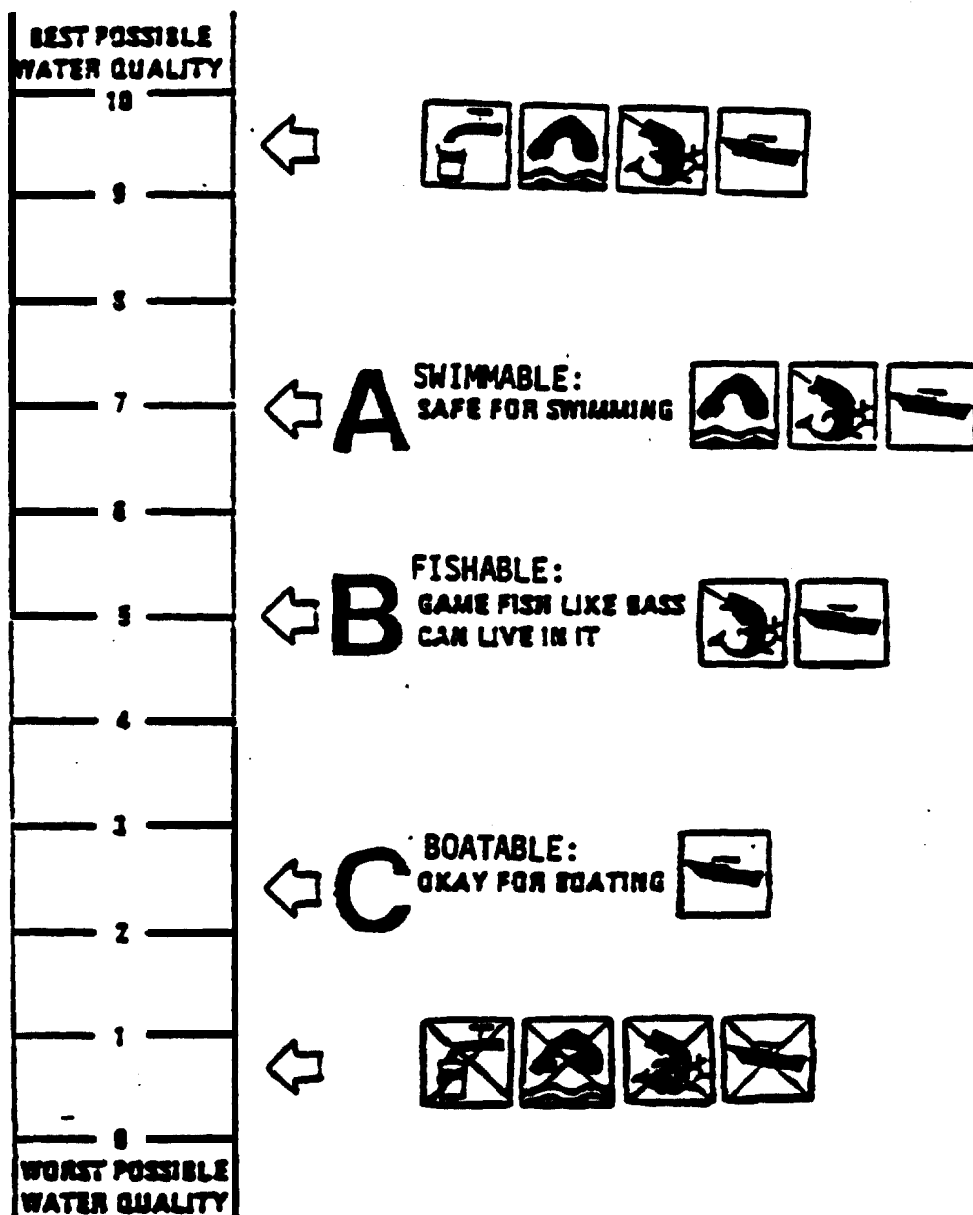 BEST POSSIBLE
WATER QUALITY
10
9
8
A SWIMMABLE:
SAFE FOR SWIMMING
7
6
B FISHABLE:
GAME FISH LIKE BASS
CAN LIVE IN IT
5
4
3
C BOATABLE:
OKAY FOR BOATING
2
1
0
WORST POSSIBLE
WATER QUALITY